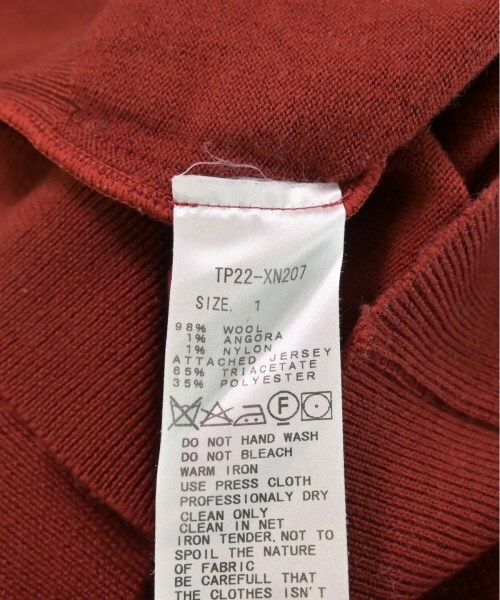 TP22-XN207
SIZE. 1
98% WOOL
1% ANGORA
1% NYLON
ATTACHED JERSEY
65% TRIACETATE
35% POLYESTER
F
DO NOT HAND WASH
DO NOT BLEACH
WARM IRON
USE PRESS CLOTH
PROFESSIONALY DRY
CLEAN ONLY
CLEAN IN NET
IRON TENDER, NOT TO
SPOIL THE NATURE
OF FABRIC
BE CAREFULL THAT
THE CLOTHES ISN'T